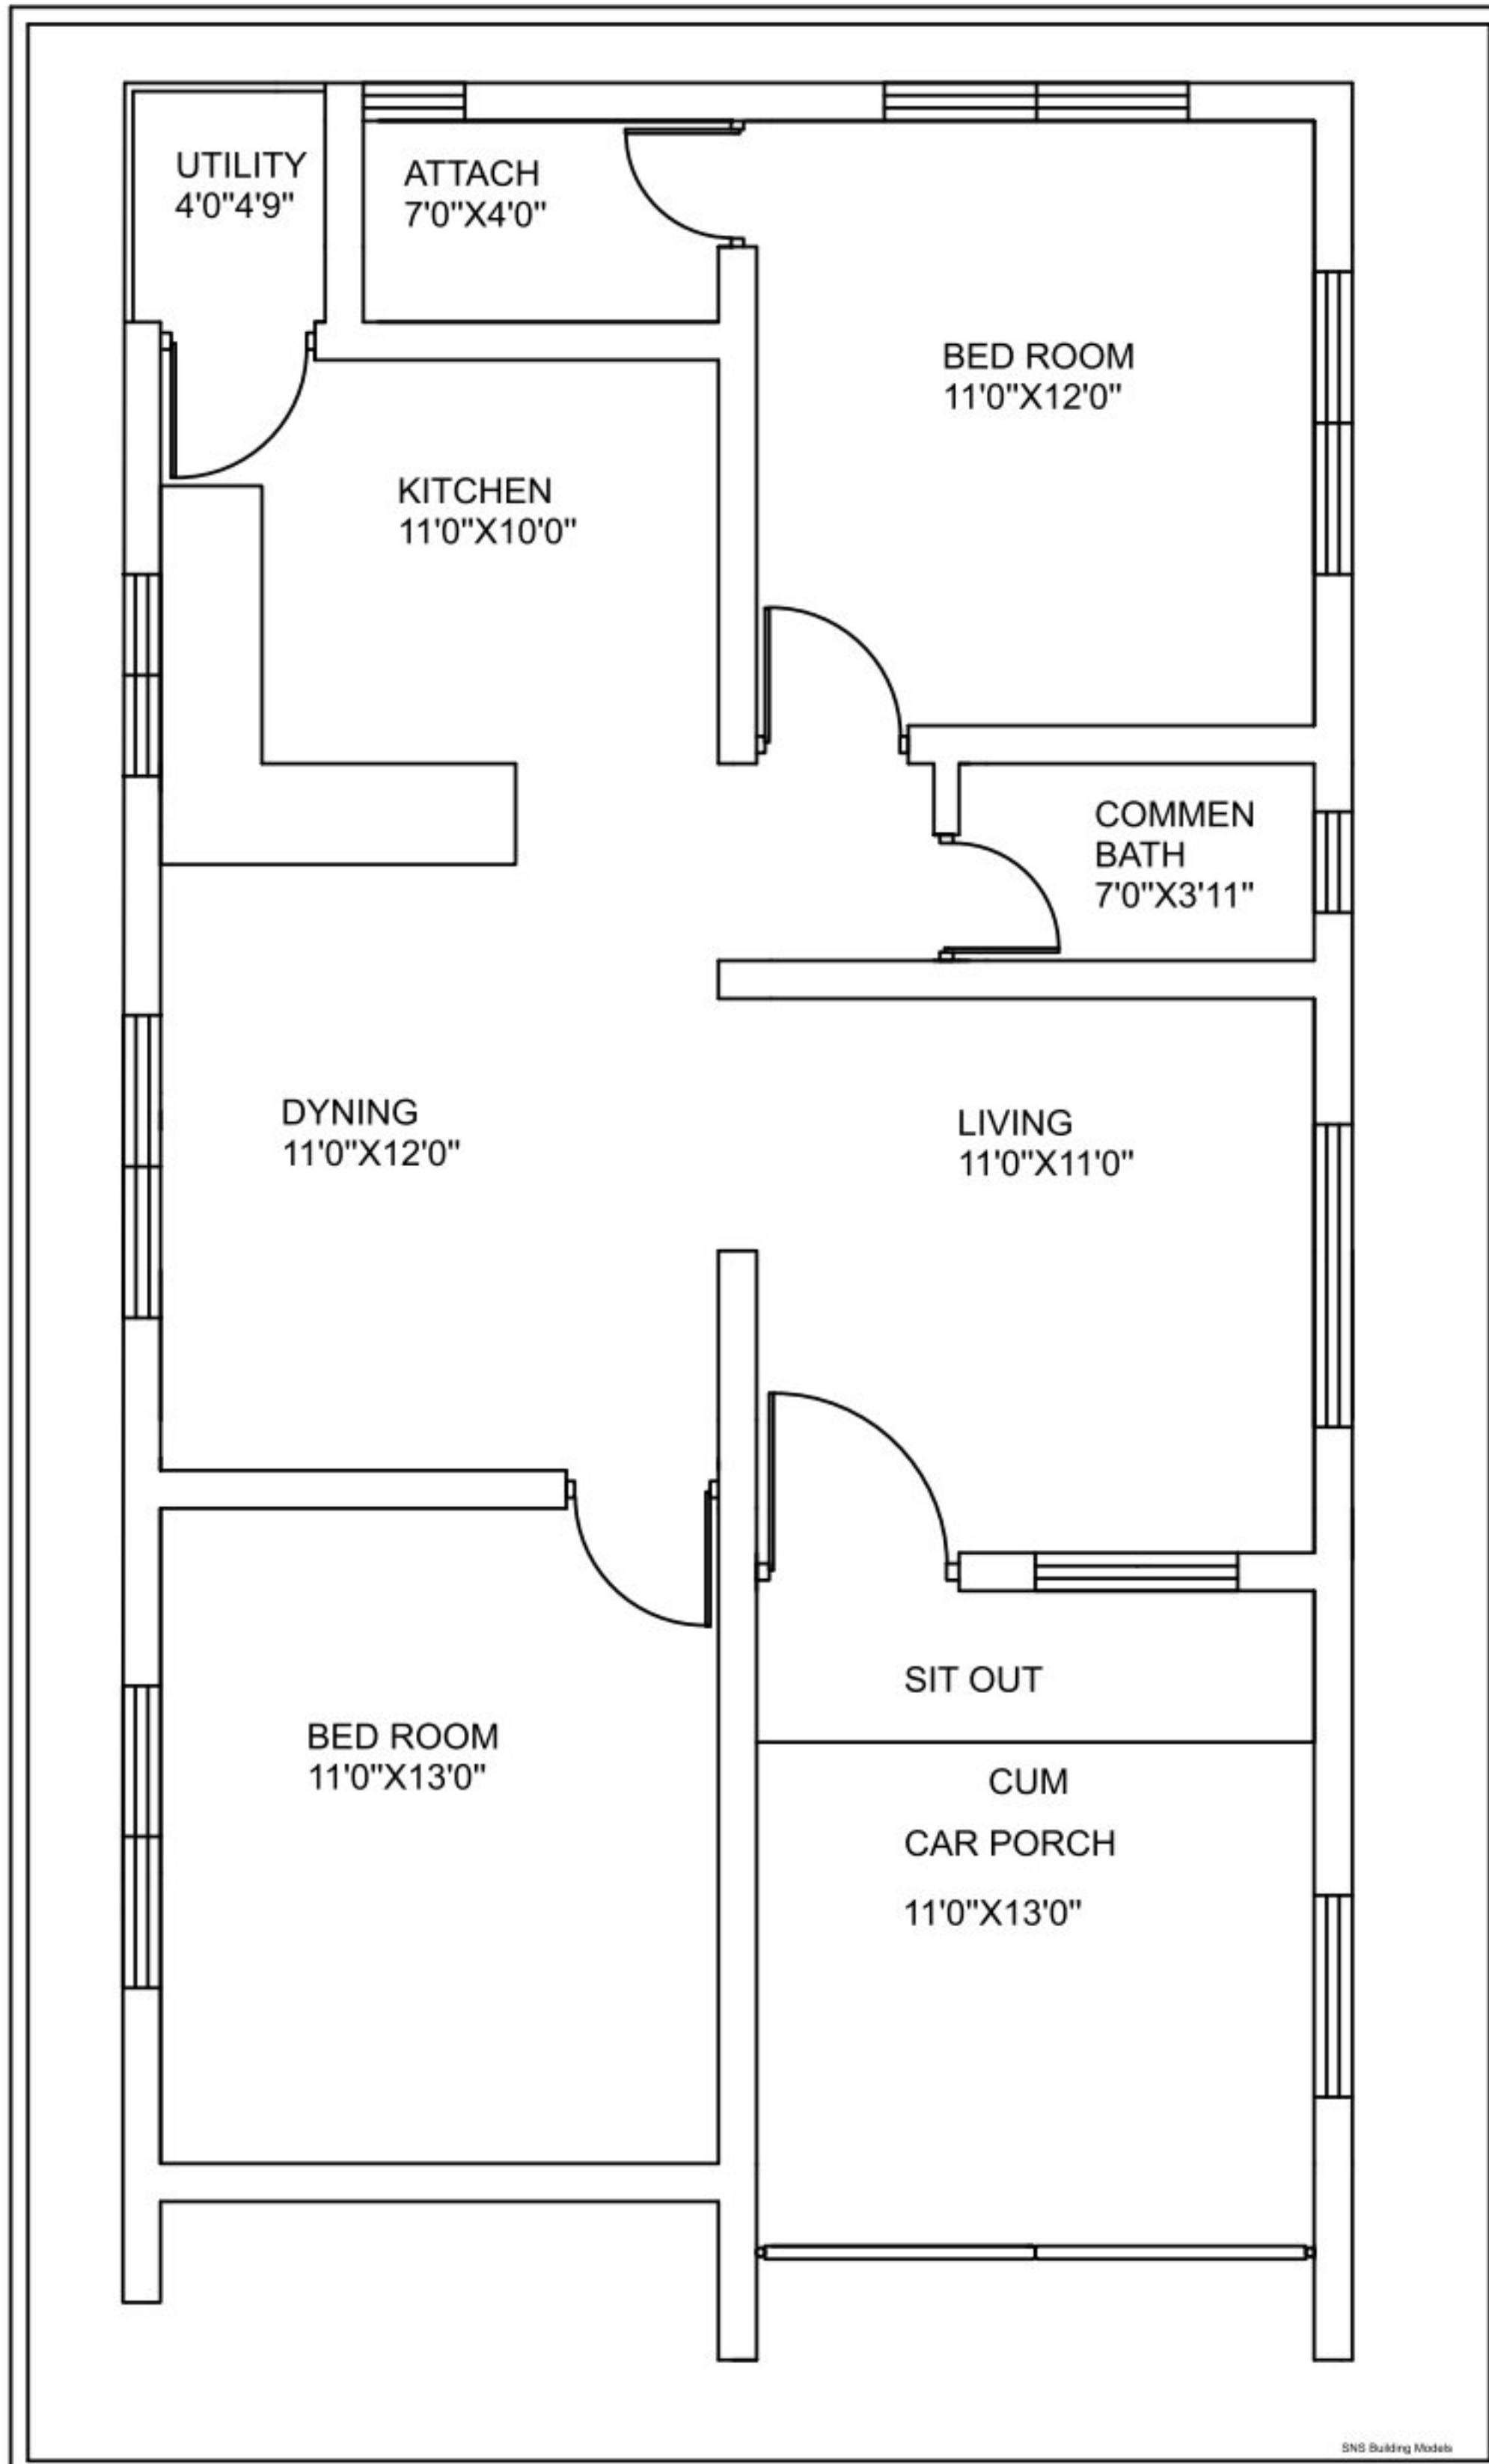 UTILITY
4'0"4'9"
ATTACH
7'0"X4'0"
BED ROOM
11'0"X12'0"
KITCHEN
11'0"X10'0"
COMMEN
BATH
7'0"X3'11"
DYNING
11'0"X12'0"
LIVING
11'0"X11'0"
SIT OUT
BED ROOM
11'0"X13'0"
CUM
CAR PORCH
11'0"X13'0"
SNS Building Models